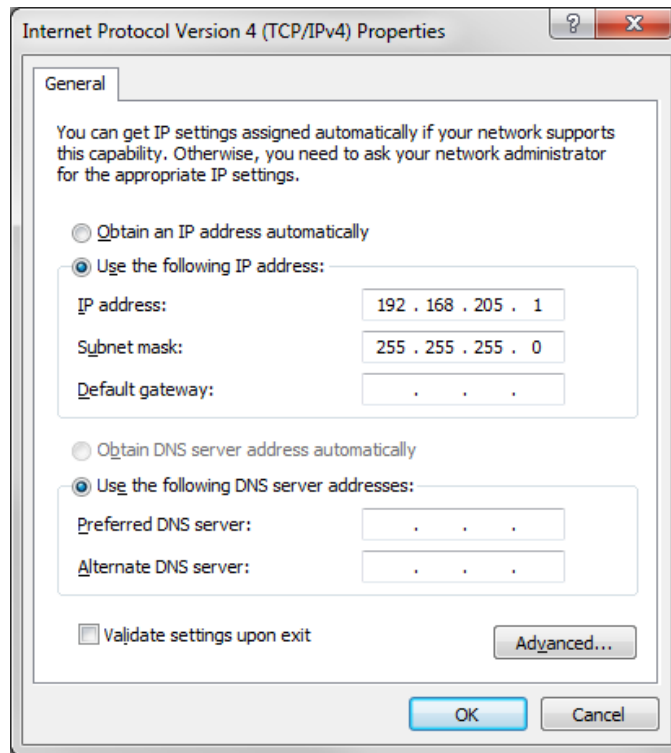 Internet Protocol Version 4 (TCP/IPv4) Properties
General
You can get IP settings assigned automatically if your network supports
this capability. Otherwise, you need to ask your network administrator
for the appropriate IP settings.
Obtain an IP address automatically
Use the following IP address:
IP address: 192 . 168 . 205 . 1
Subnet mask: 255 . 255 . 255 . 0
Default gateway: . . .
Obtain DNS server address automatically
Use the following DNS server addresses:
Preferred DNS server: . . .
Alternate DNS server: . . .
Validate settings upon exit
Advanced...
OK Cancel